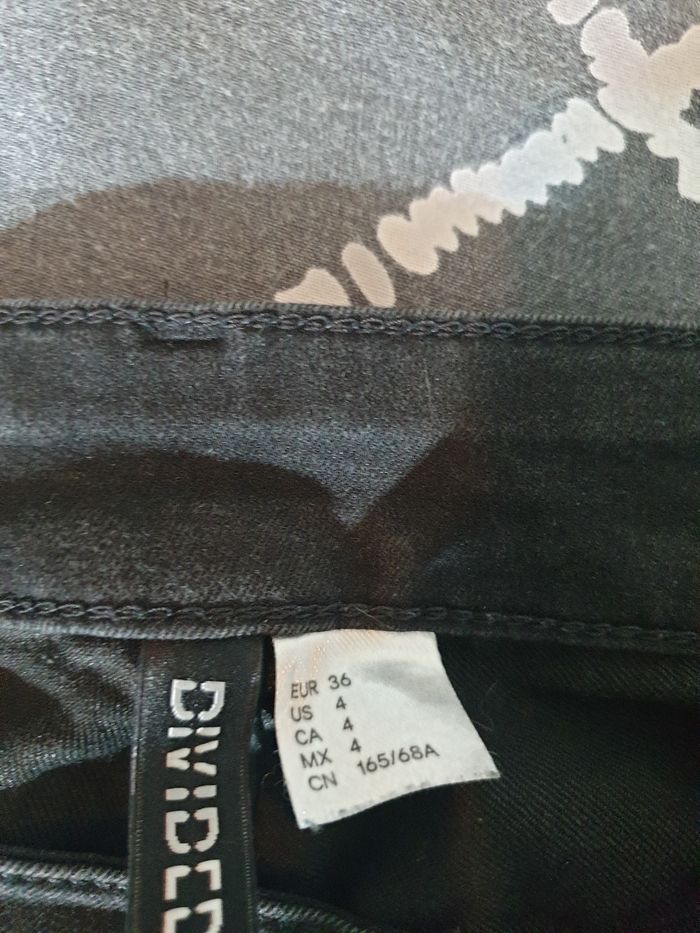 DIVIDED
EUR 36
US 4
CA 4
MX 4
CN 165/68A